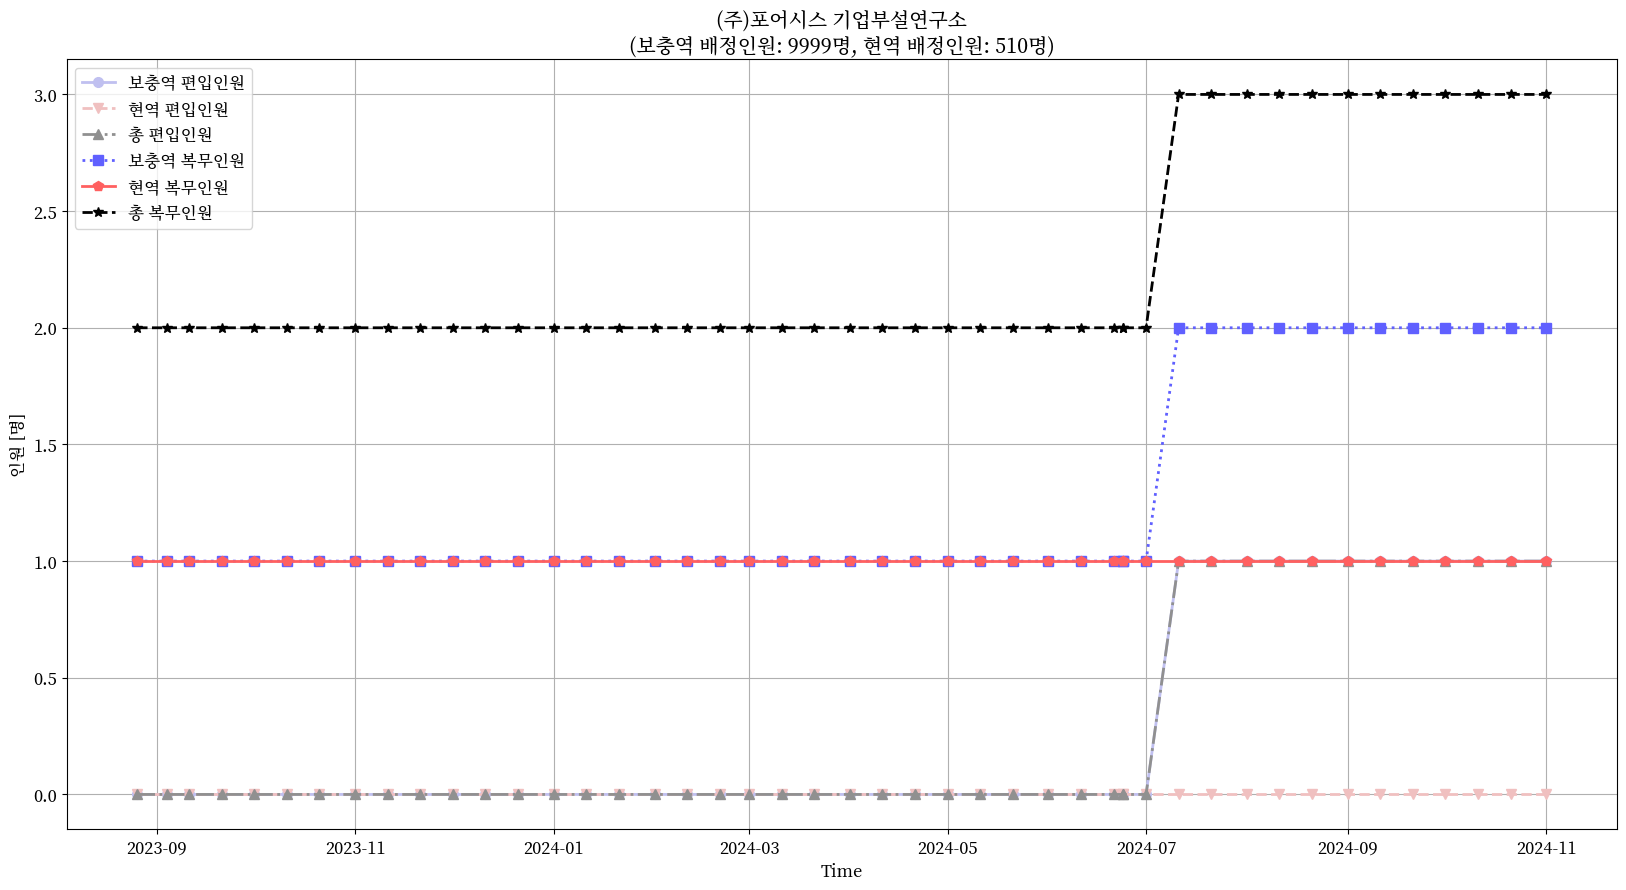 (주)포어시스 기업부설연구소
(보충역 배정인원: 9999명, 현역 배정인원: 510명)
보충역 편입인원
현역 편입인원
총 편입인원
보충역 복무인원
현역 복무인원
총 복무인원
3.0
2.5
2.0
1.5
1.0
0.5
0.0
인원 [명]
2023-09 2023-11 2024-01 2024-03 2024-05 2024-07 2024-09 2024-11
Time